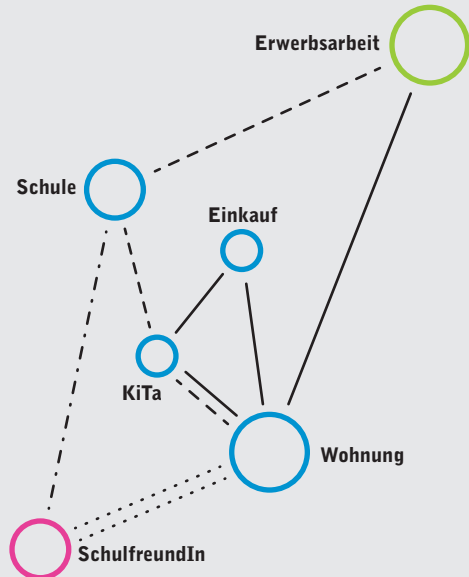 Erwerbsarbeit
Schule
Einkauf
KiTa
Wohnung
SchulfreundIn